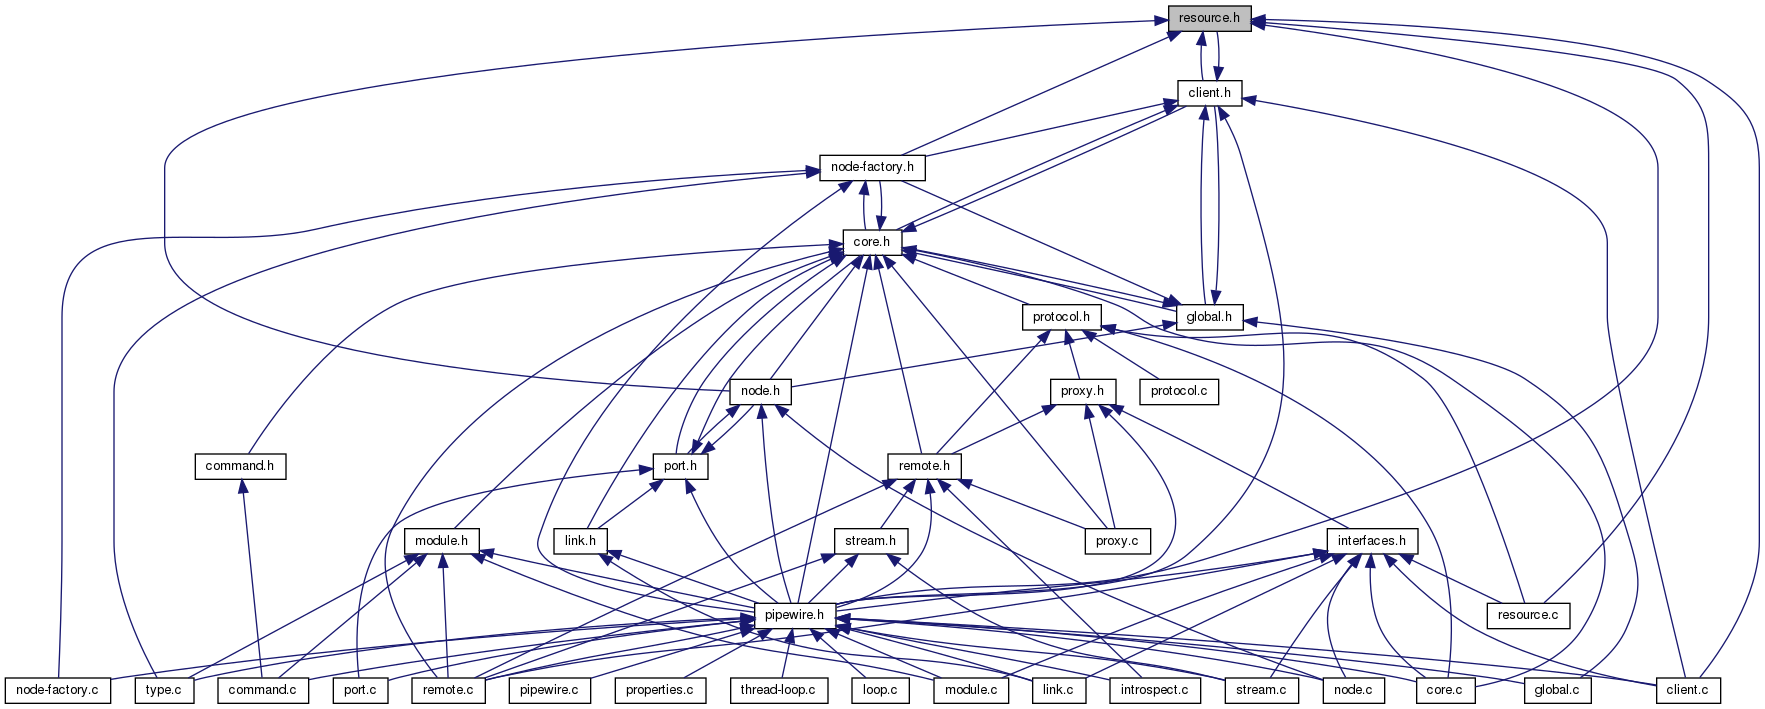 resource.h
client.h
node-factory.h
core.h
protocol.h
global.h
node.h
proxy.h
protocol.c
command.h
port.h
remote.h
module.h
link.h
stream.h
proxy.c
interfaces.h
pipewire.h
resource.c
node-factory.c
type.c
command.c
port.c
remote.c
pipewire.c
properties.c
thread-loop.c
loop.c
module.c
link.c
introspect.c
stream.c
node.c
core.c
global.c
client.c